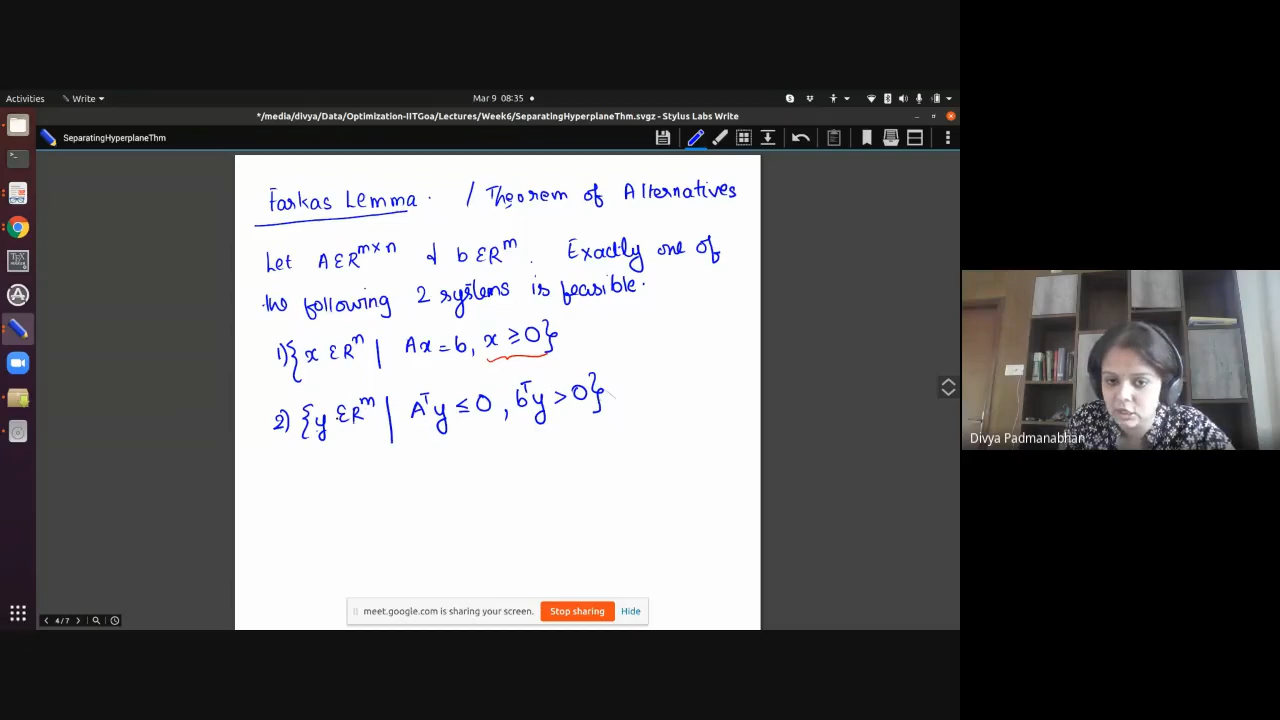 Activities Write Mar 9 08:35
*/media/divya/Data/Optimization-IITGoa/Lectures/Week6/SeparatingHyperplaneThm.svgz - Stylus Labs Write
SeparatingHyperplaneThm
Farkas Lemma. / Theorem of Alternatives
Let A ∈ R^{m×n} & b ∈ R^m. Exactly one of
the following 2 systems is feasible.
1) { x ∈ R^n | Ax = b, x ≥ 0 }
2) { y ∈ R^m | A^T y ≤ 0, b^T y > 0 }
Divya Padmanabhan
meet.google.com is sharing your screen. Stop sharing Hide
4/7